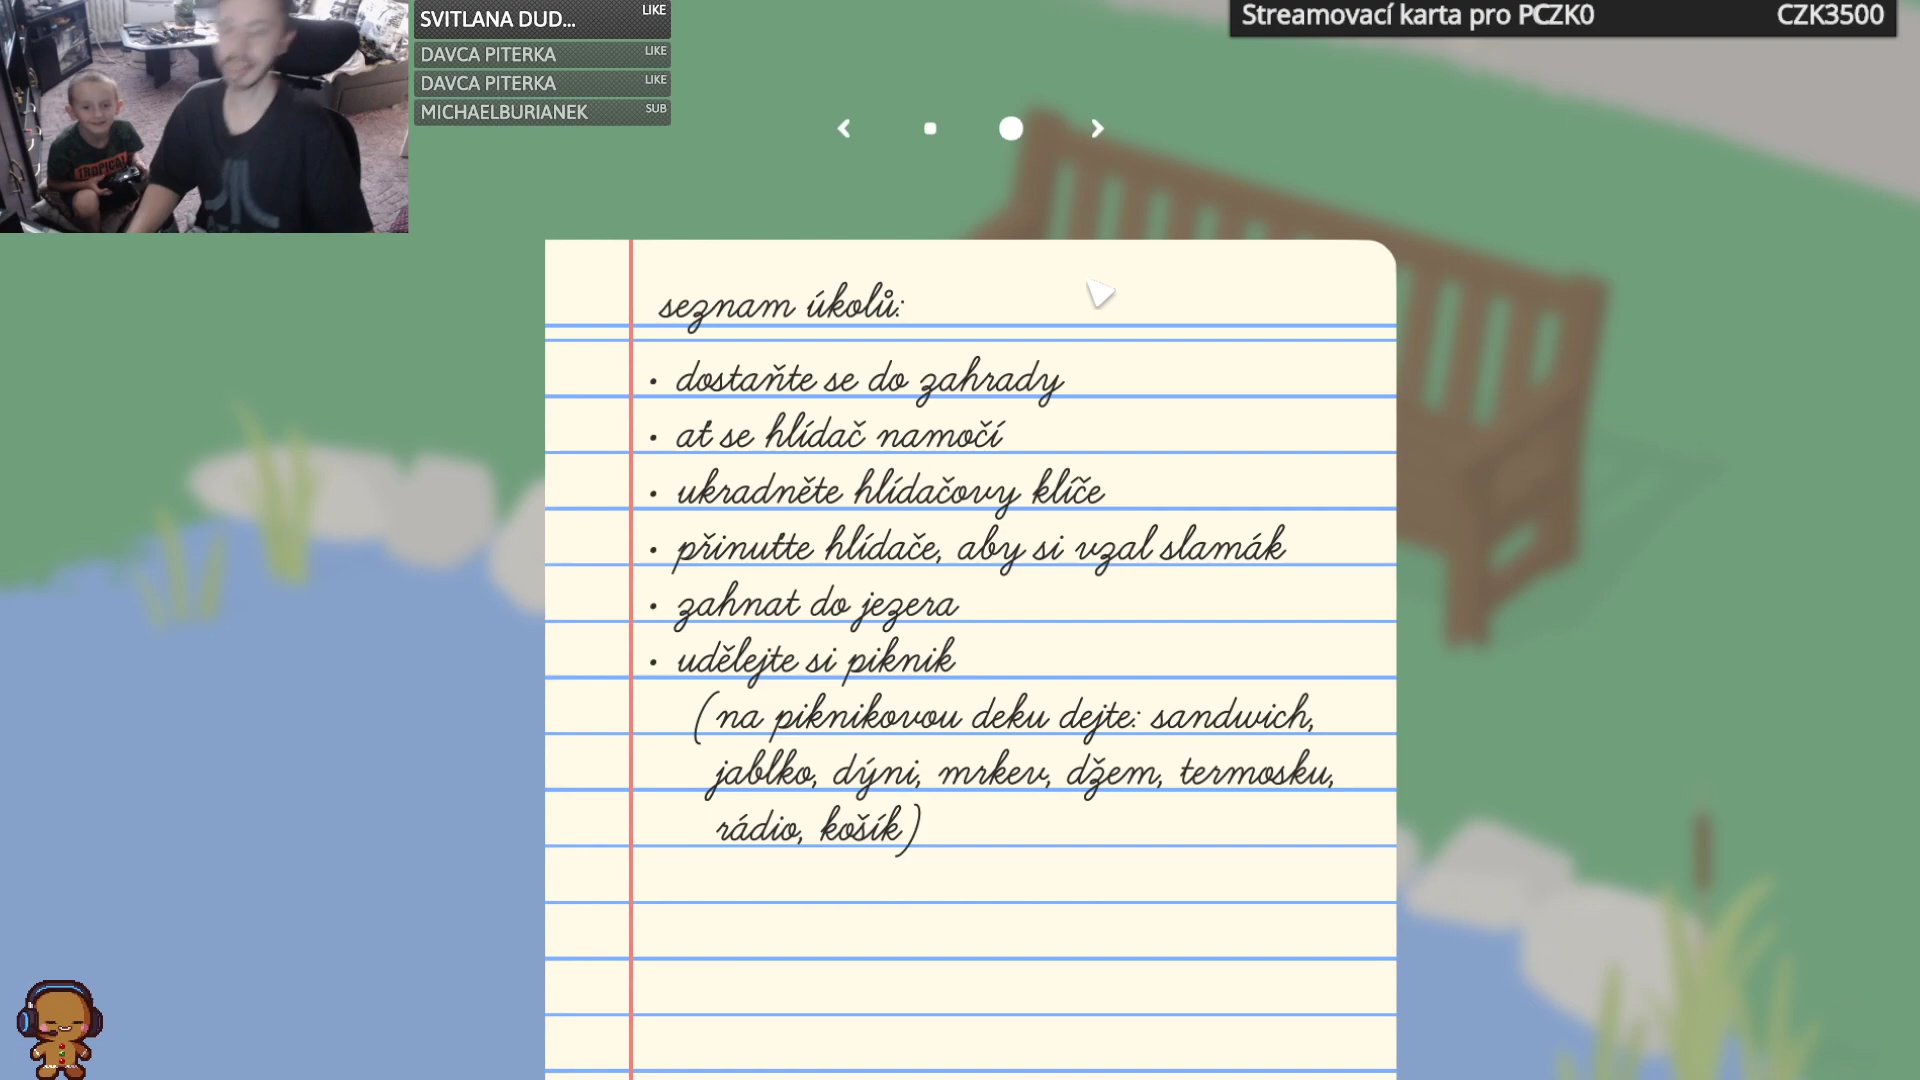 SVITLANA DUD... LIKE
DAVCA PITERKA LIKE
DAVCA PITERKA LIKE
MICHAELBURIANEK SUB
Streamovací karta pro PCZK0 CZK3500
TROPICAL
seznam úkolů:
• dostaňte se do zahrady
• ať se hlídač namočí
• ukradněte hlídačovy klíče
• přinuťte hlídače, aby si vzal slamák
• zahnat do jezera
• udělejte si piknik
(na piknikovou deku dejte: sandwich,
jablko, dýni, mrkev, džem, termosku,
rádio, košík)